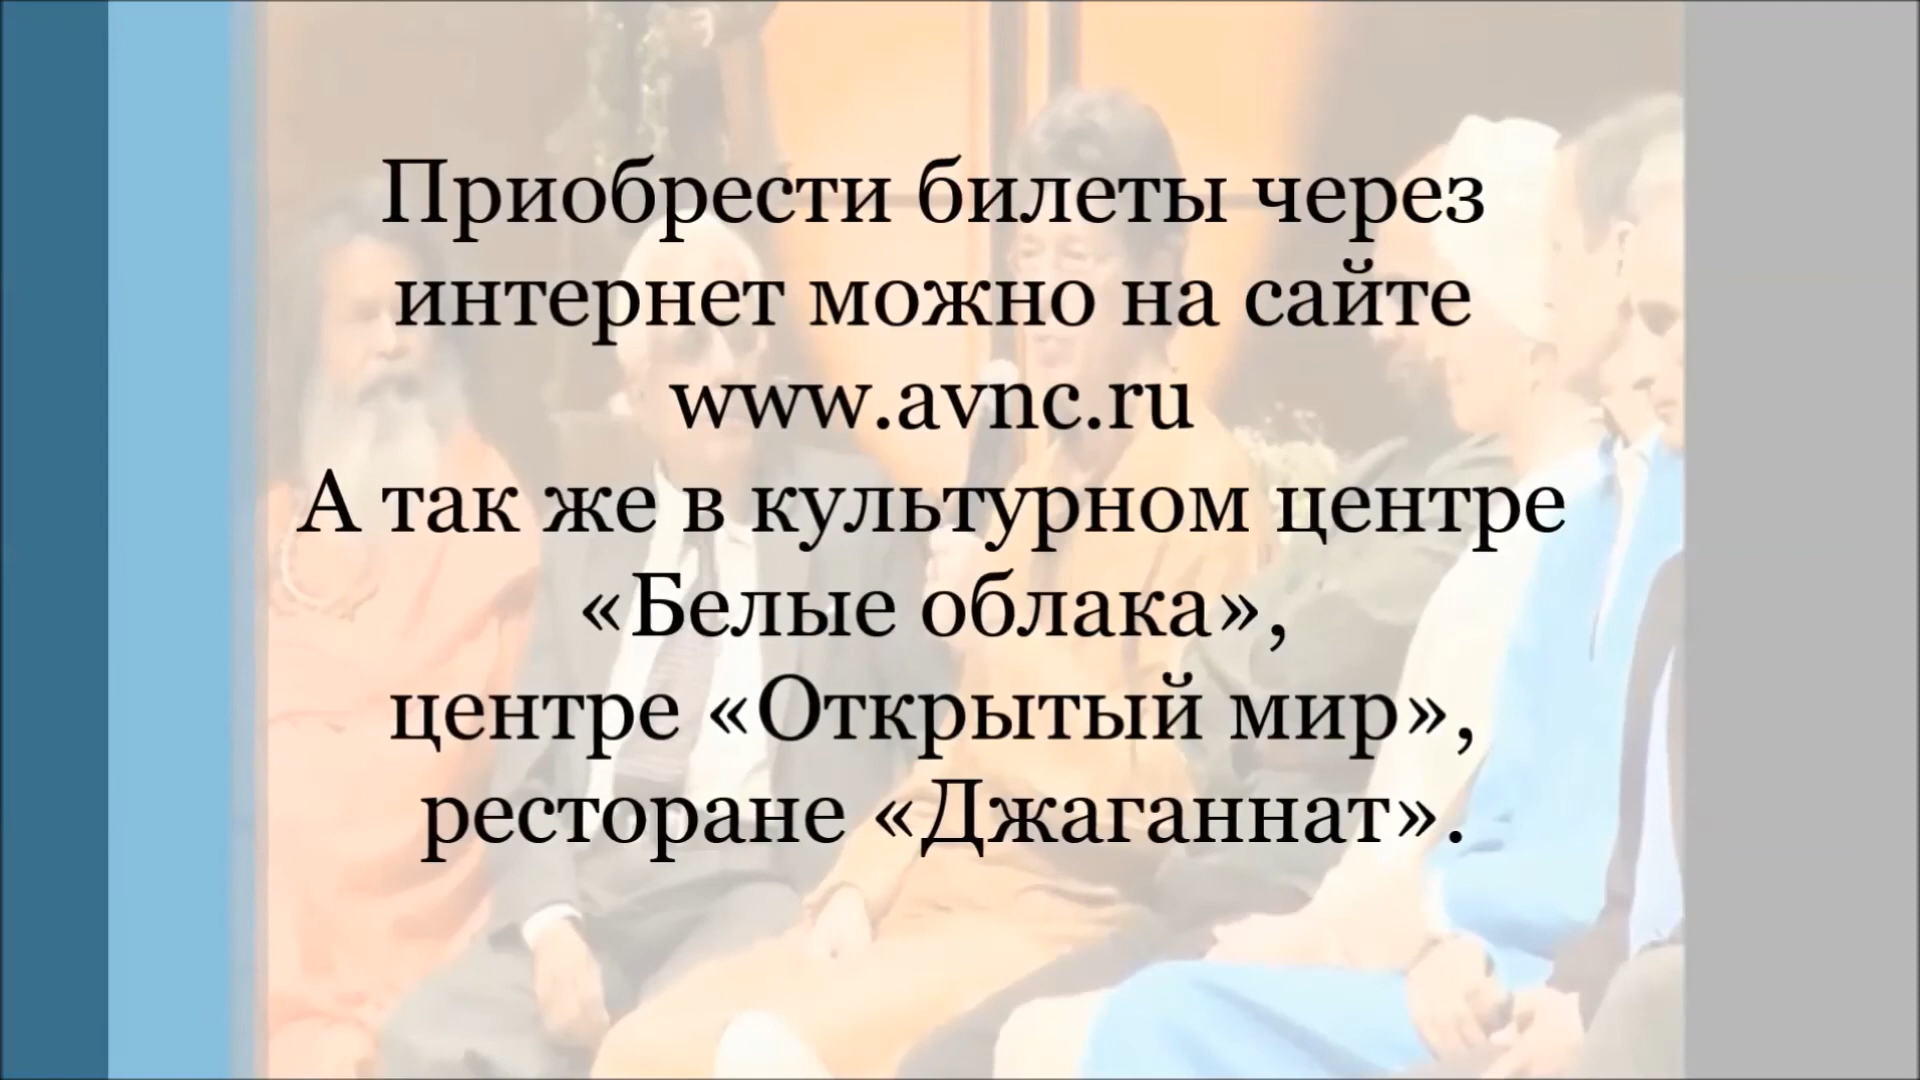 Приобрести билеты через
интернет можно на сайте
www.avnc.ru
А так же в культурном центре
«Белые облака»,
центре «Открытый мир»,
ресторане «Джаганнат».